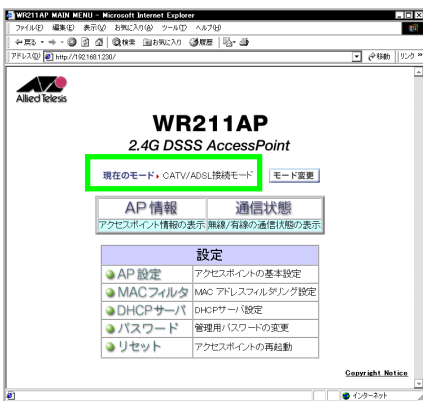 WR211AP MAIN MENU - Microsoft Internet Explorer
ファイル(F) 編集(E) 表示(V) お気に入り(A) ツール(T) ヘルプ(H)
戻る 検索 お気に入り 履歴
アドレス(D) http://192.168.1.230/ 移動 リンク »
Allied Telesis
WR211AP
2.4G DSSS AccessPoint
現在のモード CATV/ADSL接続モード モード変更
AP 情報 通信状態
アクセスポイント情報の表示 無線/有線の通信状態の表示
設定
AP 設定 アクセスポイントの基本設定
MACフィルタ MAC アドレスフィルタリング設定
DHCPサーバ DHCPサーバ設定
パスワード 管理用パスワードの変更
リセット アクセスポイントの再起動
Copyright Notice
インターネット